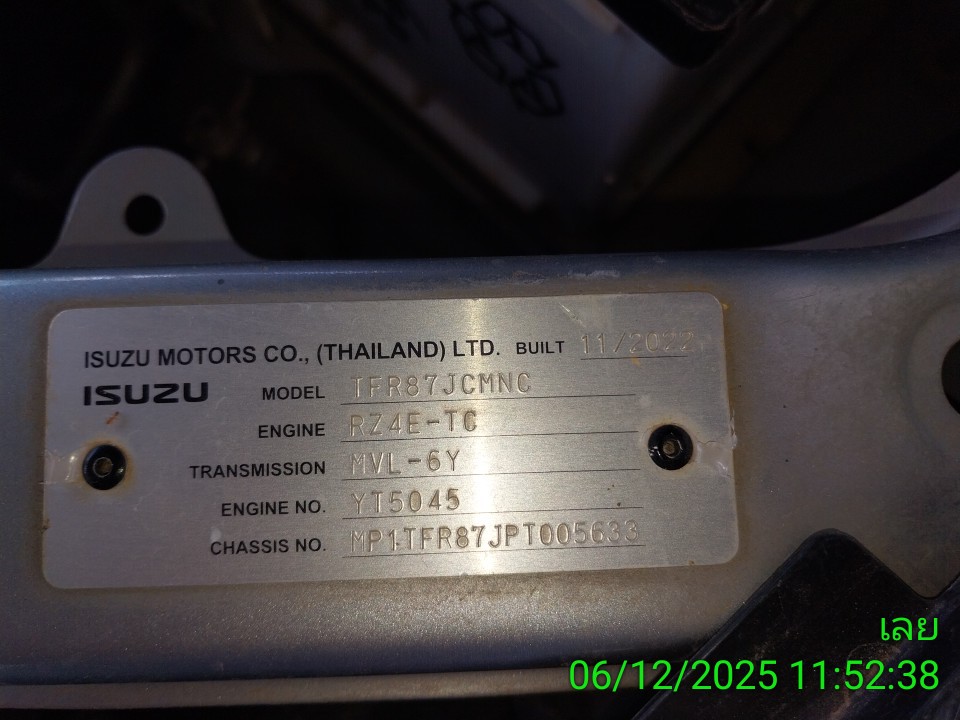 ISUZU MOTORS CO., (THAILAND) LTD. BUILT 11/2022
ISUZU MODEL TFR87JCMNC
ENGINE RZ4E-TC
TRANSMISSION MVL-6Y
ENGINE NO. YT5045
CHASSIS NO. MP1TFR87JPT005633
เลย
06/12/2025 11:52:38